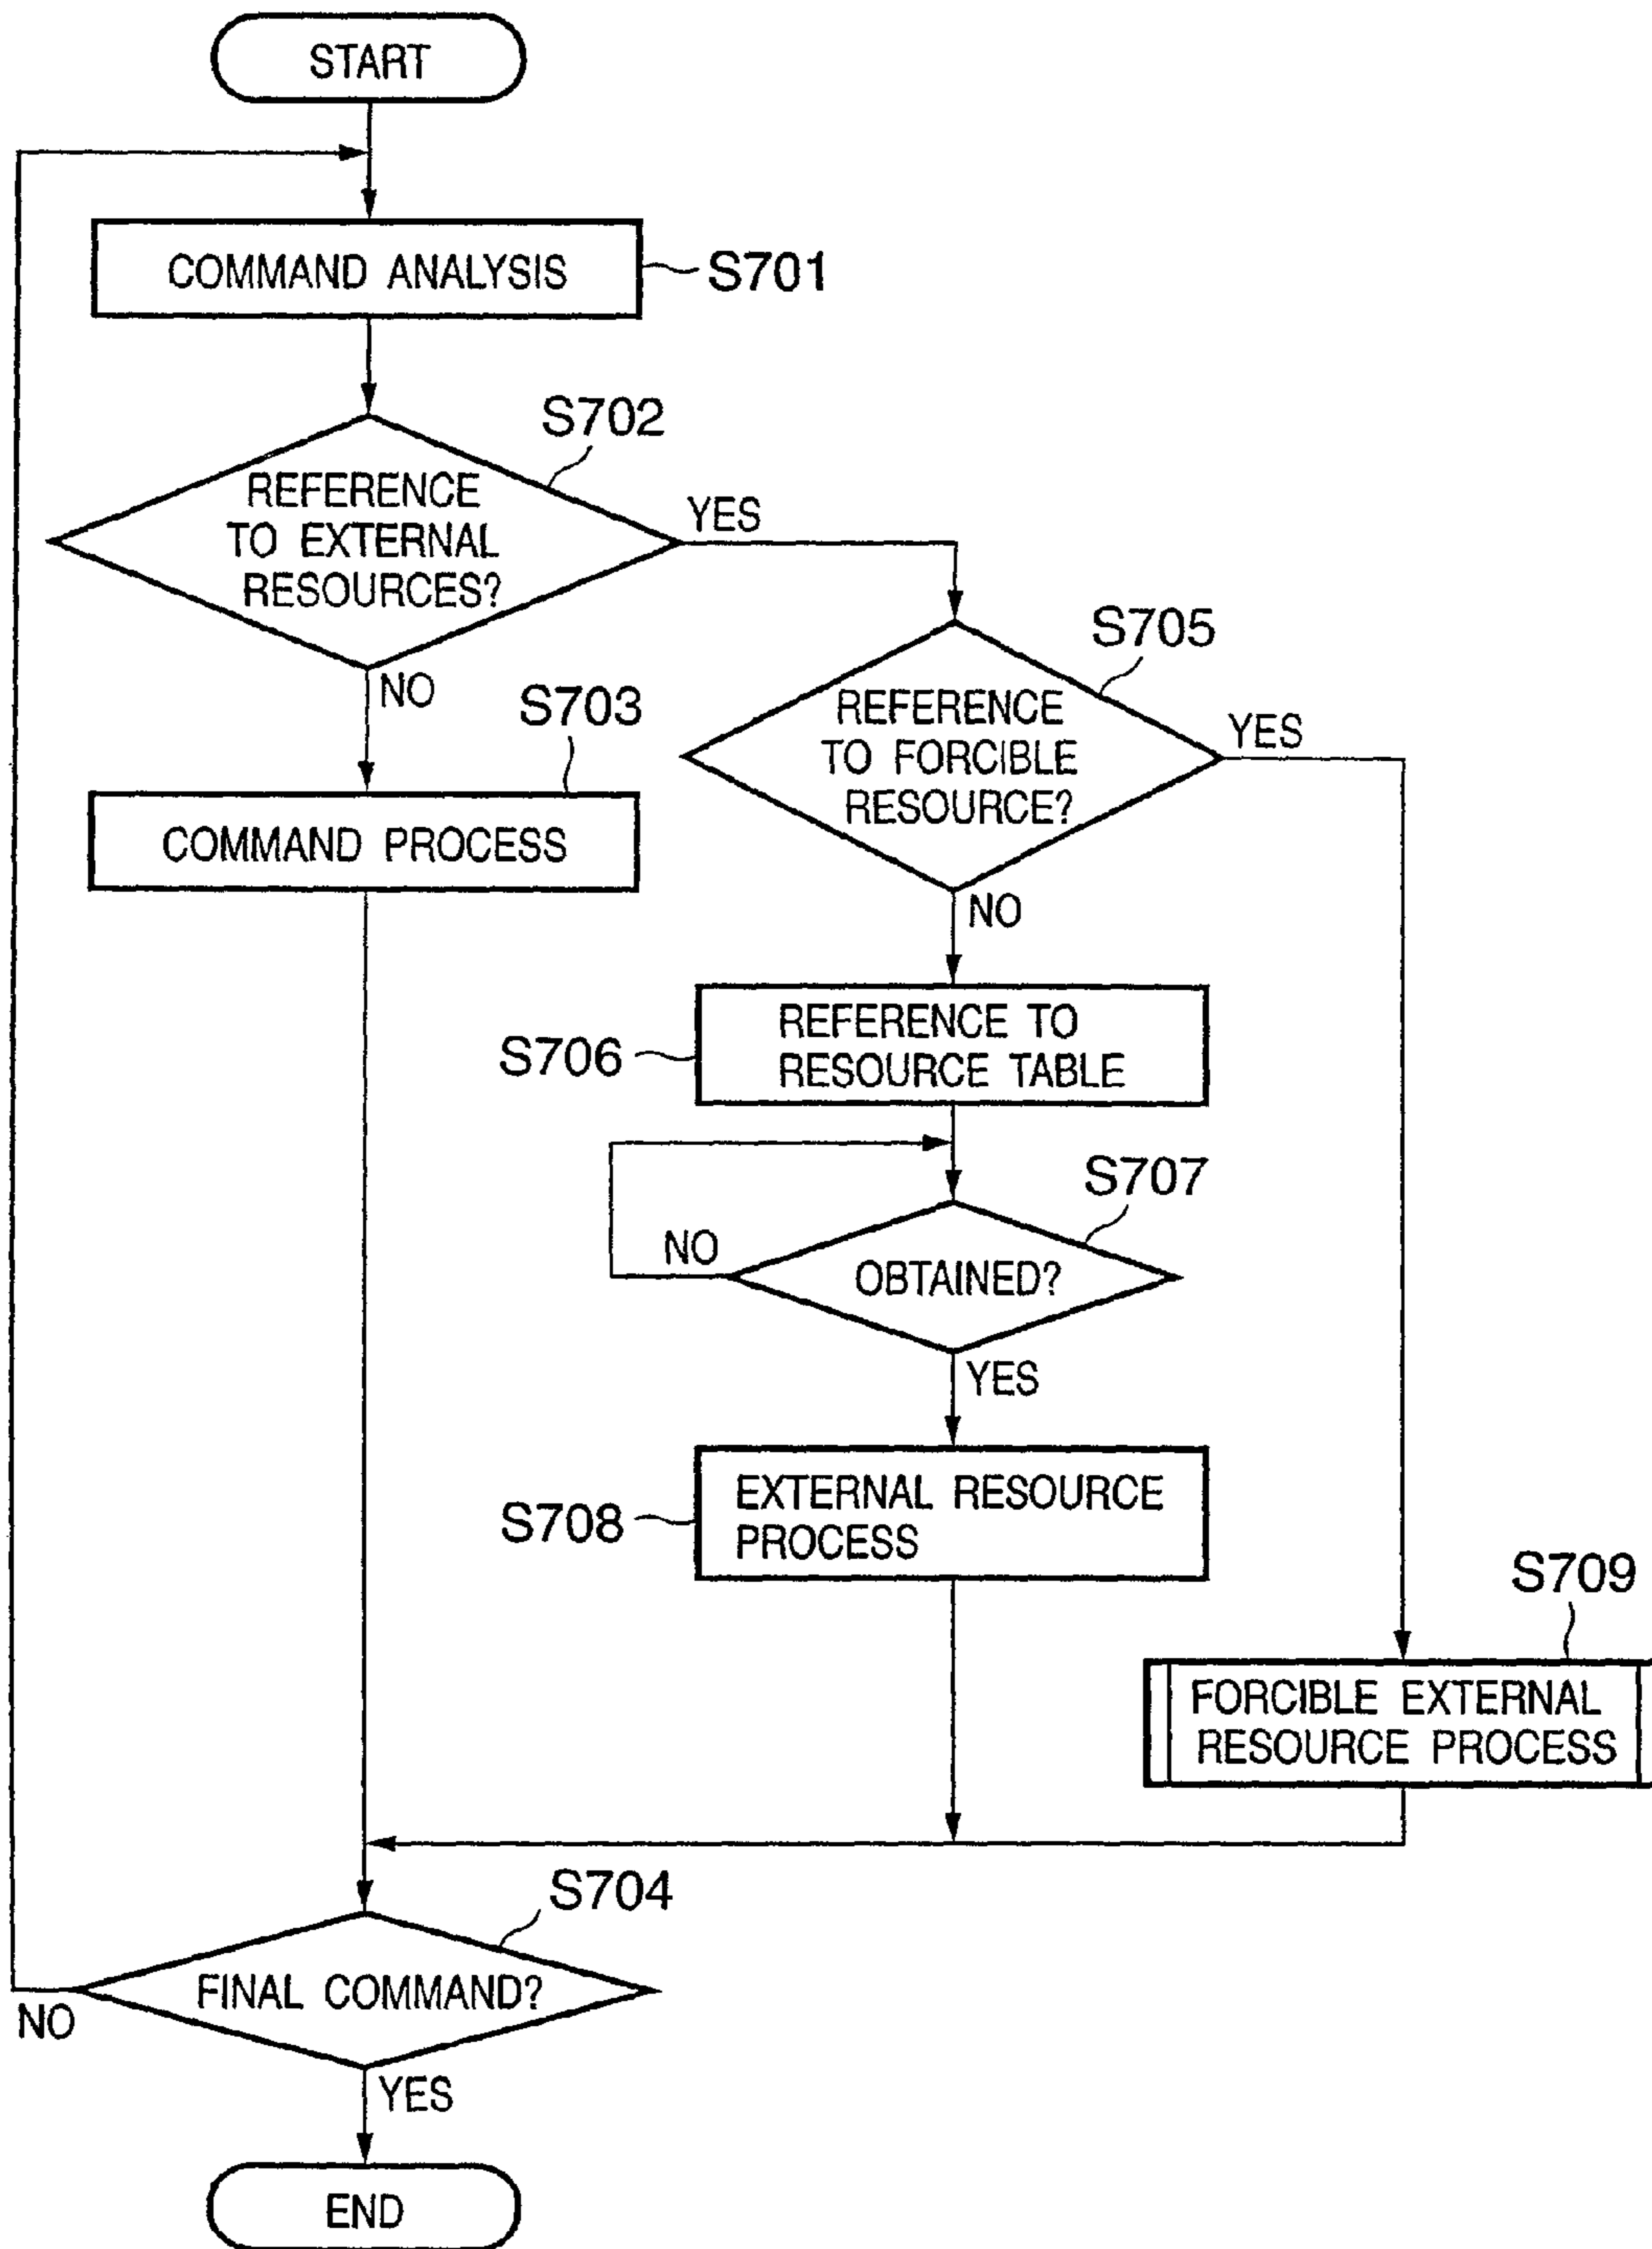 START
COMMAND ANALYSIS
S701
S702
REFERENCE
TO EXTERNAL
RESOURCES?
YES
NO
S703
COMMAND PROCESS
S705
REFERENCE
TO FORCIBLE
RESOURCE?
YES
NO
S706
REFERENCE TO
RESOURCE TABLE
S707
NO
OBTAINED?
YES
S708
EXTERNAL RESOURCE
PROCESS
S709
FORCIBLE EXTERNAL
RESOURCE PROCESS
S704
FINAL COMMAND?
NO
YES
END